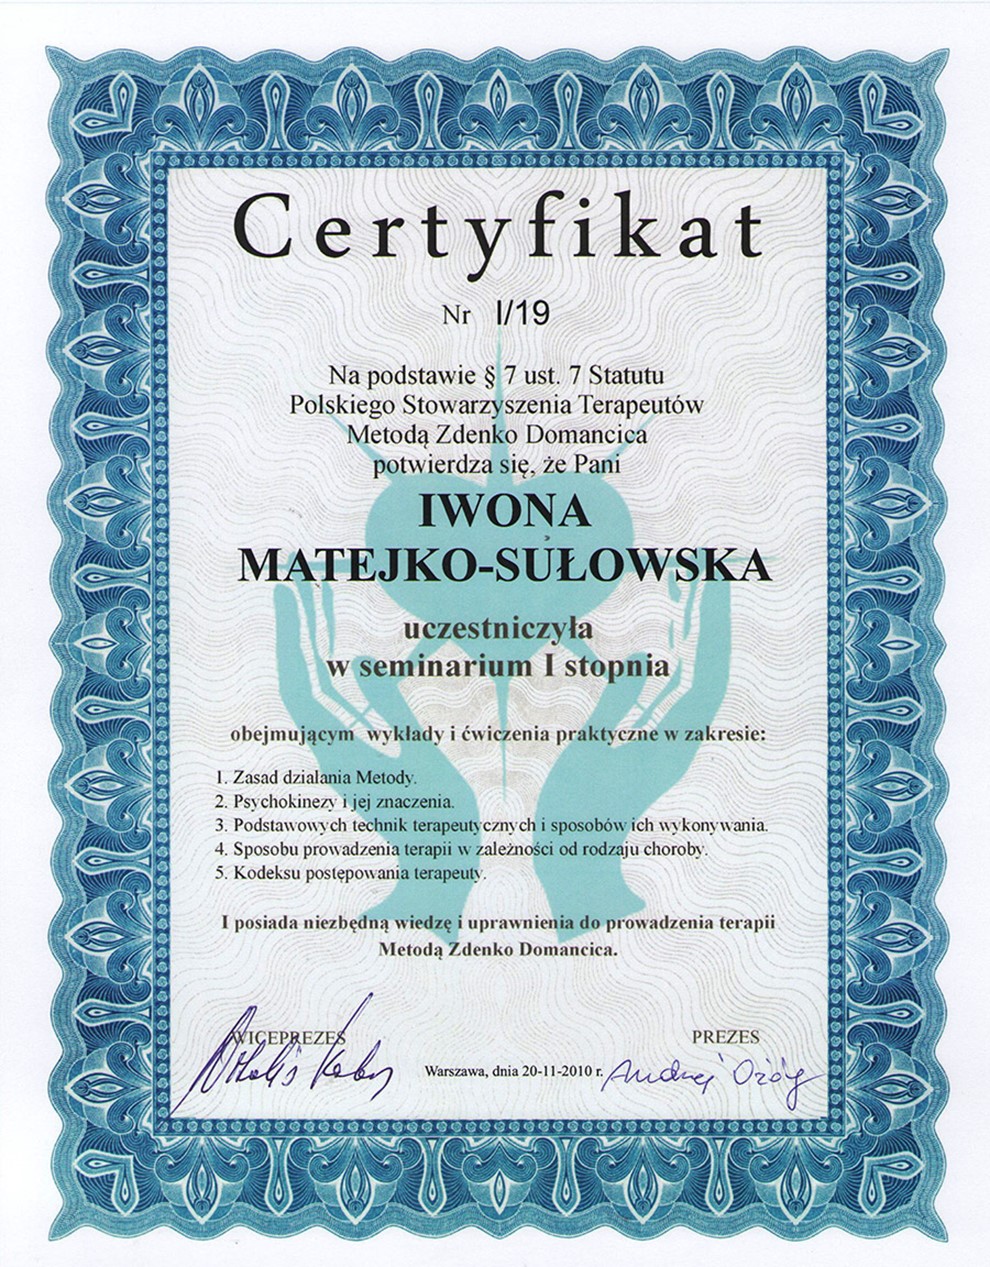 Certyfikat
Nr I/19
Na podstawie § 7 ust. 7 Statutu
Polskiego Stowarzyszenia Terapeutów
Metodą Zdenko Domancica
potwierdza się, że Pani
IWONA
MATEJKO-SUŁOWSKA
uczestniczyła
w seminarium I stopnia
obejmującym wykłady i ćwiczenia praktyczne w zakresie:
1. Zasad działania Metody.
2. Psychokinezy i jej znaczenia.
3. Podstawowych technik terapeutycznych i sposobów ich wykonywania.
4. Sposobu prowadzenia terapii w zależności od rodzaju choroby.
5. Kodeksu postępowania terapeuty.
I posiada niezbędną wiedzę i uprawnienia do prowadzenia terapii
Metodą Zdenko Domancica.
WICEPREZES
PREZES
Warszawa, dnia 20-11-2010 r.
Andrzej Ożóg